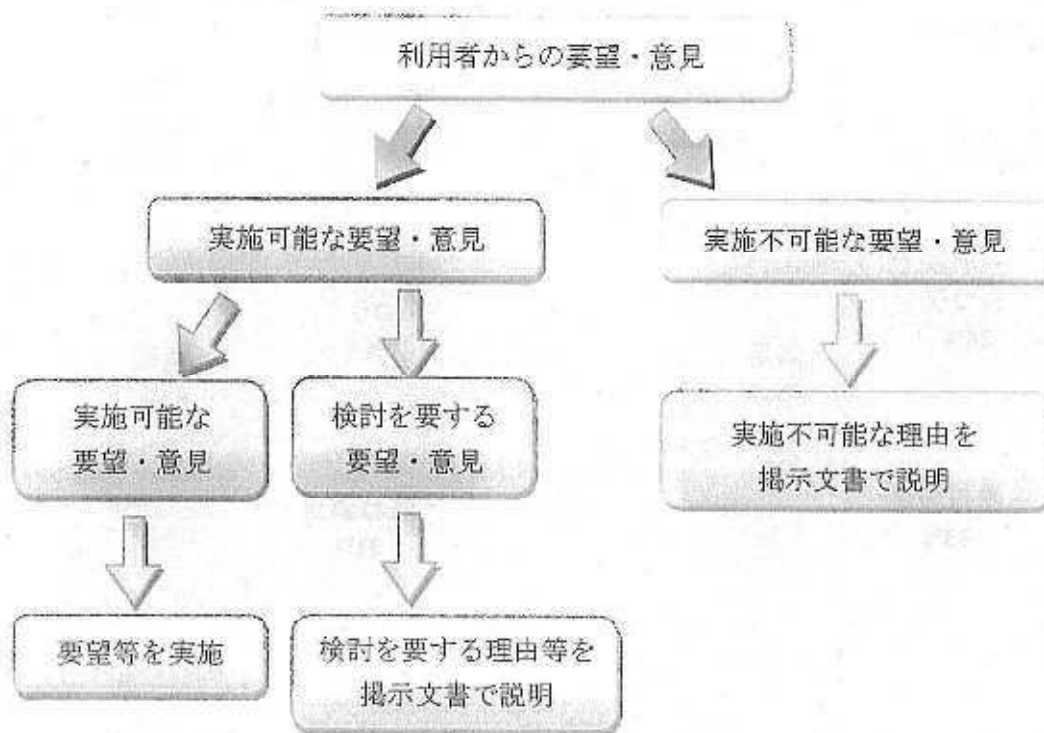 利用者からの要望・意見
実施可能な要望・意見
実施不可能な要望・意見
実施可能な
要望・意見
検討を要する
要望・意見
実施不可能な理由を
掲示文書で説明
要望等を実施
検討を要する理由等を
掲示文書で説明